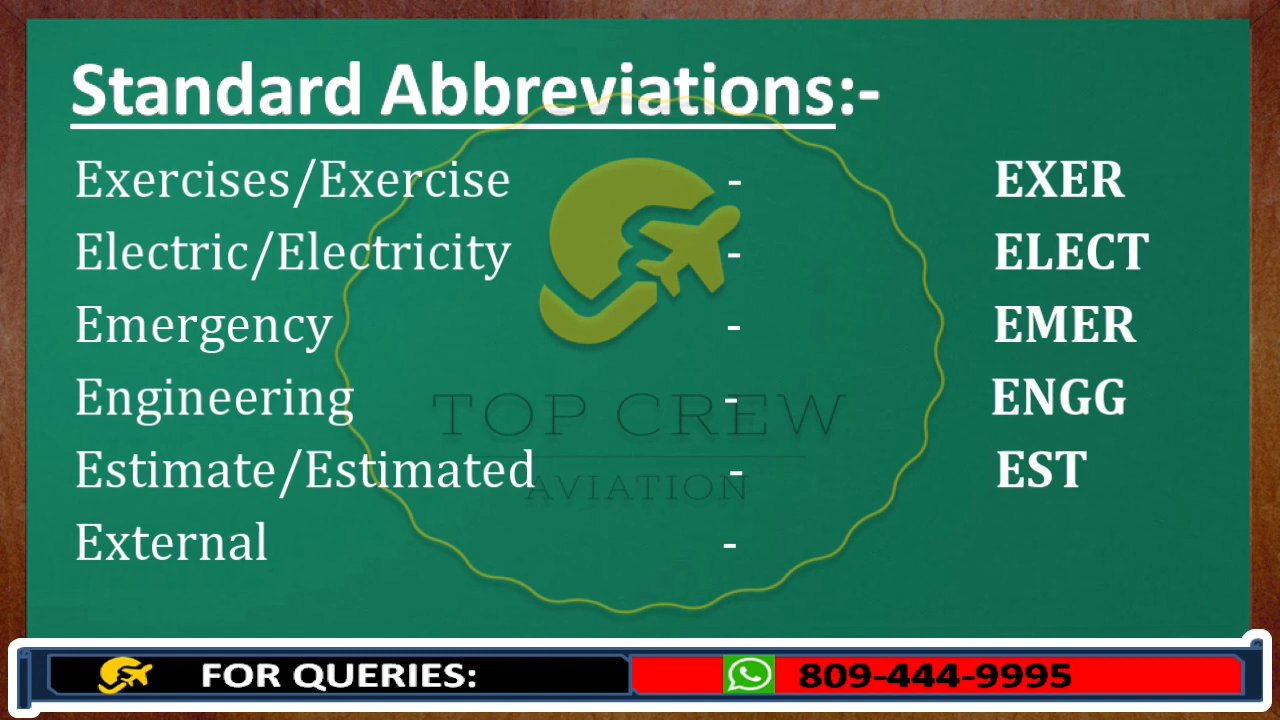 Standard Abbreviations:-
Exercises/Exercise - EXER
Electric/Electricity - ELECT
Emergency - EMER
Engineering - ENGG
Estimate/Estimated - EST
External -
TOP CREW
AVIATION
FOR QUERIES: 809-444-9995